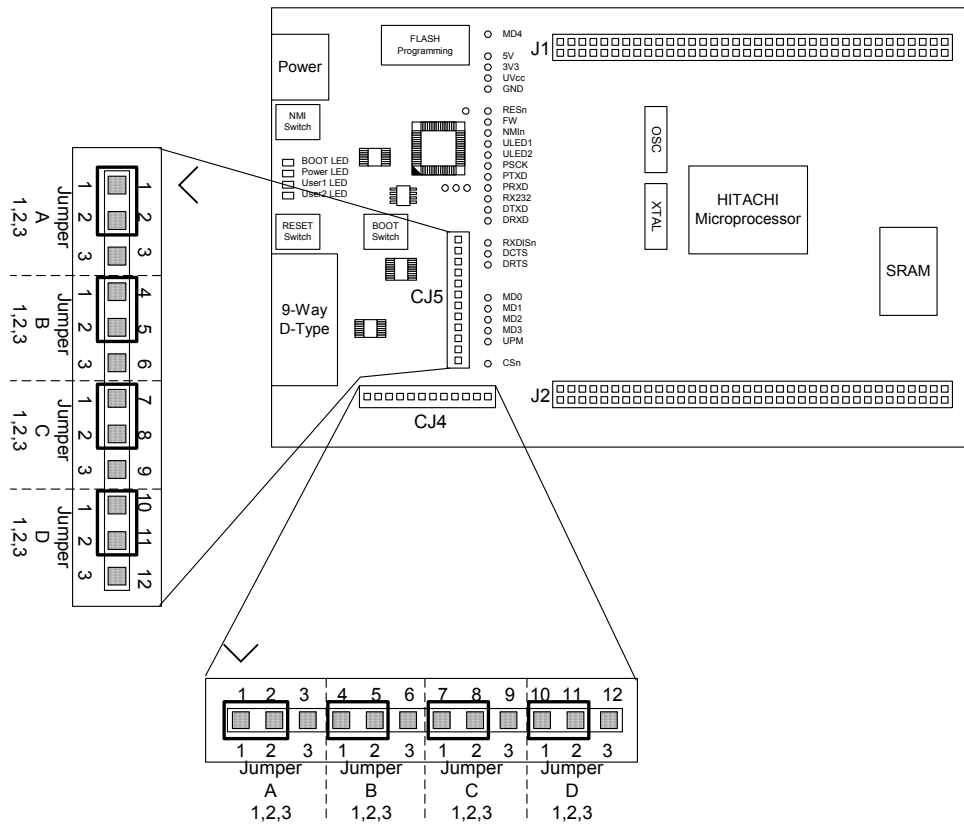 FLASH
Programming
Power
NMI
Switch
BOOT LED
Power LED
User1 LED
User2 LED
RESET
Switch
BOOT
Switch
9-Way
D-Type
CJ5
CJ4
MD4
5V
3V3
UVcc
GND
RESn
FW
NMIn
ULED1
ULED2
PSCK
PTXD
PRXD
RX232
DTXD
DRXD
RXDISn
DCTS
DRTS
MD0
MD1
MD2
MD3
UPM
CSn
J1
J2
OSC
XTAL
HITACHI
Microprocessor
SRAM
1 2 3 4 5 6 7 8 9 10 11 12
1 2 3 1 2 3 1 2 3 1 2 3
Jumper
A
1,2,3
Jumper
B
1,2,3
Jumper
C
1,2,3
Jumper
D
1,2,3
1 2 3 4 5 6 7 8 9 10 11 12
1 2 3 1 2 3 1 2 3 1 2 3
Jumper
A
1,2,3
Jumper
B
1,2,3
Jumper
C
1,2,3
Jumper
D
1,2,3